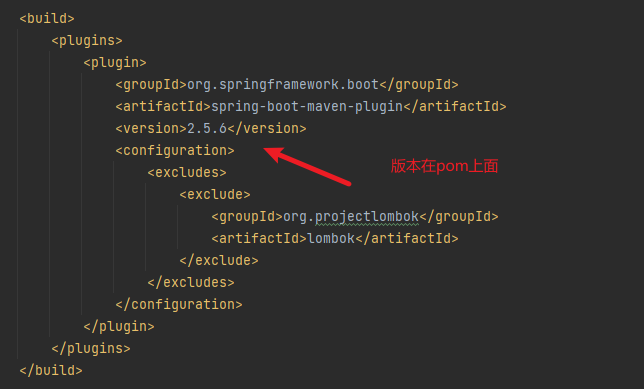 <build>
<plugins>
<plugin>
<groupId>org.springframework.boot</groupId>
<artifactId>spring-boot-maven-plugin</artifactId>
<version>2.5.6</version>
<configuration>
版本在pom上面
<excludes>
<exclude>
<groupId>org.projectlombok</groupId>
<artifactId>lombok</artifactId>
</exclude>
</excludes>
</configuration>
</plugin>
</plugins>
</build>